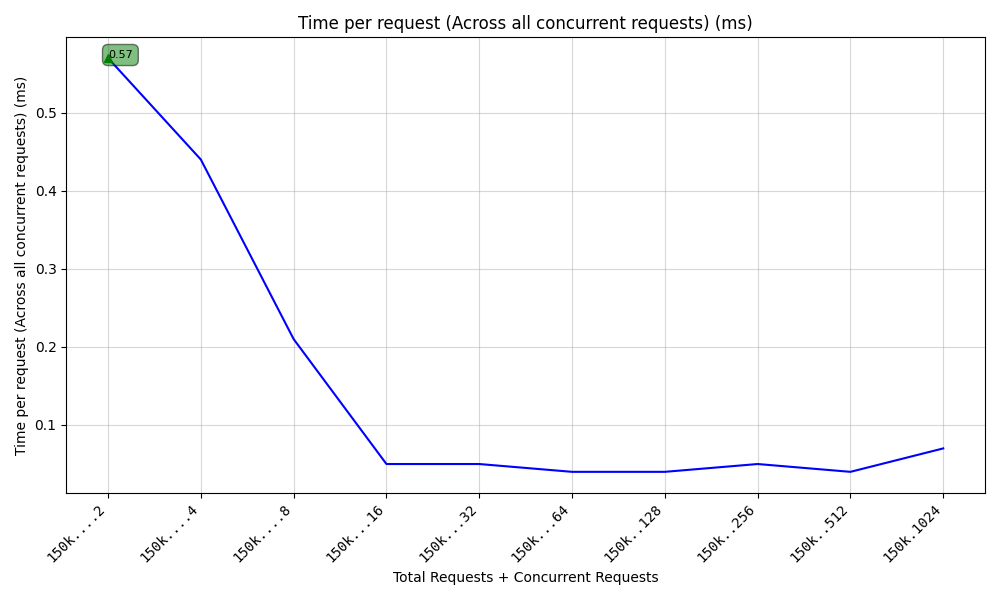 Time per request (Across all concurrent requests) (ms)
0.57
Time per request (Across all concurrent requests) (ms)
0.5
0.4
0.3
0.2
0.1
150k....2
150k....4
150k....8
150k...16
150k...32
150k...64
150k..128
150k..256
150k..512
150k.1024
Total Requests + Concurrent Requests